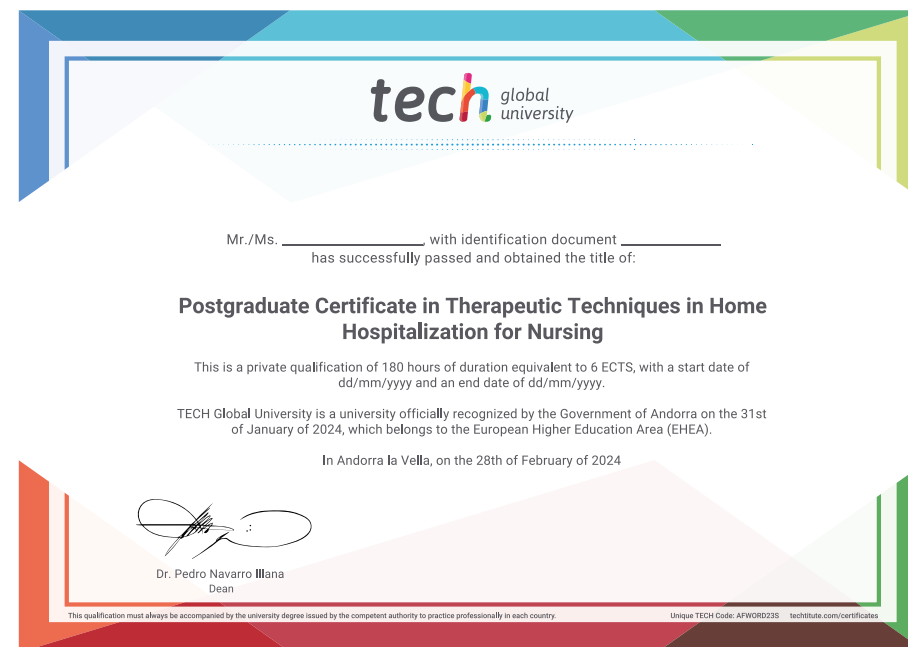 tech global
university
Mr./Ms. ____________, with identification document ____________
has successfully passed and obtained the title of:
Postgraduate Certificate in Therapeutic Techniques in Home
Hospitalization for Nursing
This is a private qualification of 180 hours of duration equivalent to 6 ECTS, with a start date of
dd/mm/yyyy and an end date of dd/mm/yyyy.
TECH Global University is a university officially recognized by the Government of Andorra on the 31st
of January of 2024, which belongs to the European Higher Education Area (EHEA).
In Andorra la Vella, on the 28th of February of 2024
Dr. Pedro Navarro Illana
Dean
This qualification must always be accompanied by the university degree issued by the competent authority to practice professionally in each country.
Unique TECH Code: AFWORD23S techtitute.com/certificates